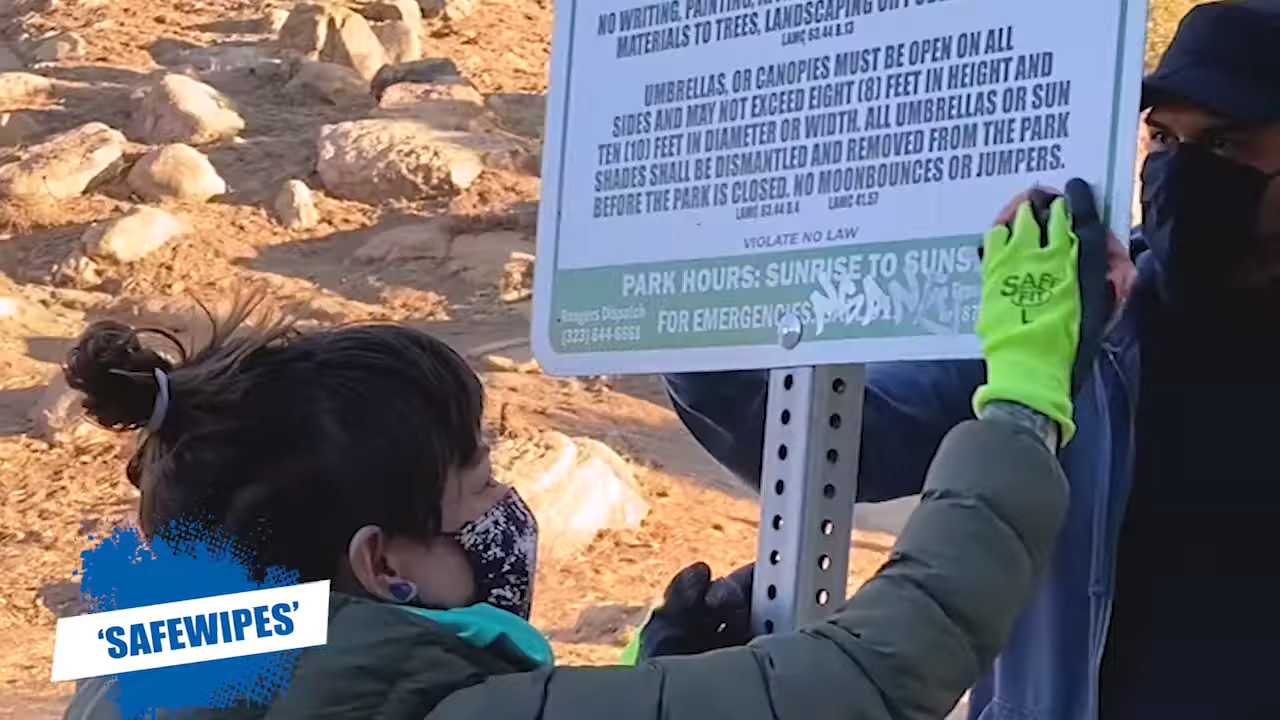 NO WRITING, PAINTING,
MATERIALS TO TREES, LANDSCAPING OR
LAMC 63.44 B.13
UMBRELLAS, OR CANOPIES MUST BE OPEN ON ALL
SIDES AND MAY NOT EXCEED EIGHT (8) FEET IN HEIGHT AND
TEN (10) FEET IN DIAMETER OR WIDTH. ALL UMBRELLAS OR SUN
SHADES SHALL BE DISMANTLED AND REMOVED FROM THE PARK
BEFORE THE PARK IS CLOSED. NO MOONBOUNCES OR JUMPERS.
LAMC 63.44 B.4 LAMC 41.57
VIOLATE NO LAW
PARK HOURS: SUNRISE TO SUNS
Rangers Dispatch
(323) 644-6661
FOR EMERGENCIES
87
SAFE
FIT
L
‘SAFEWIPES’